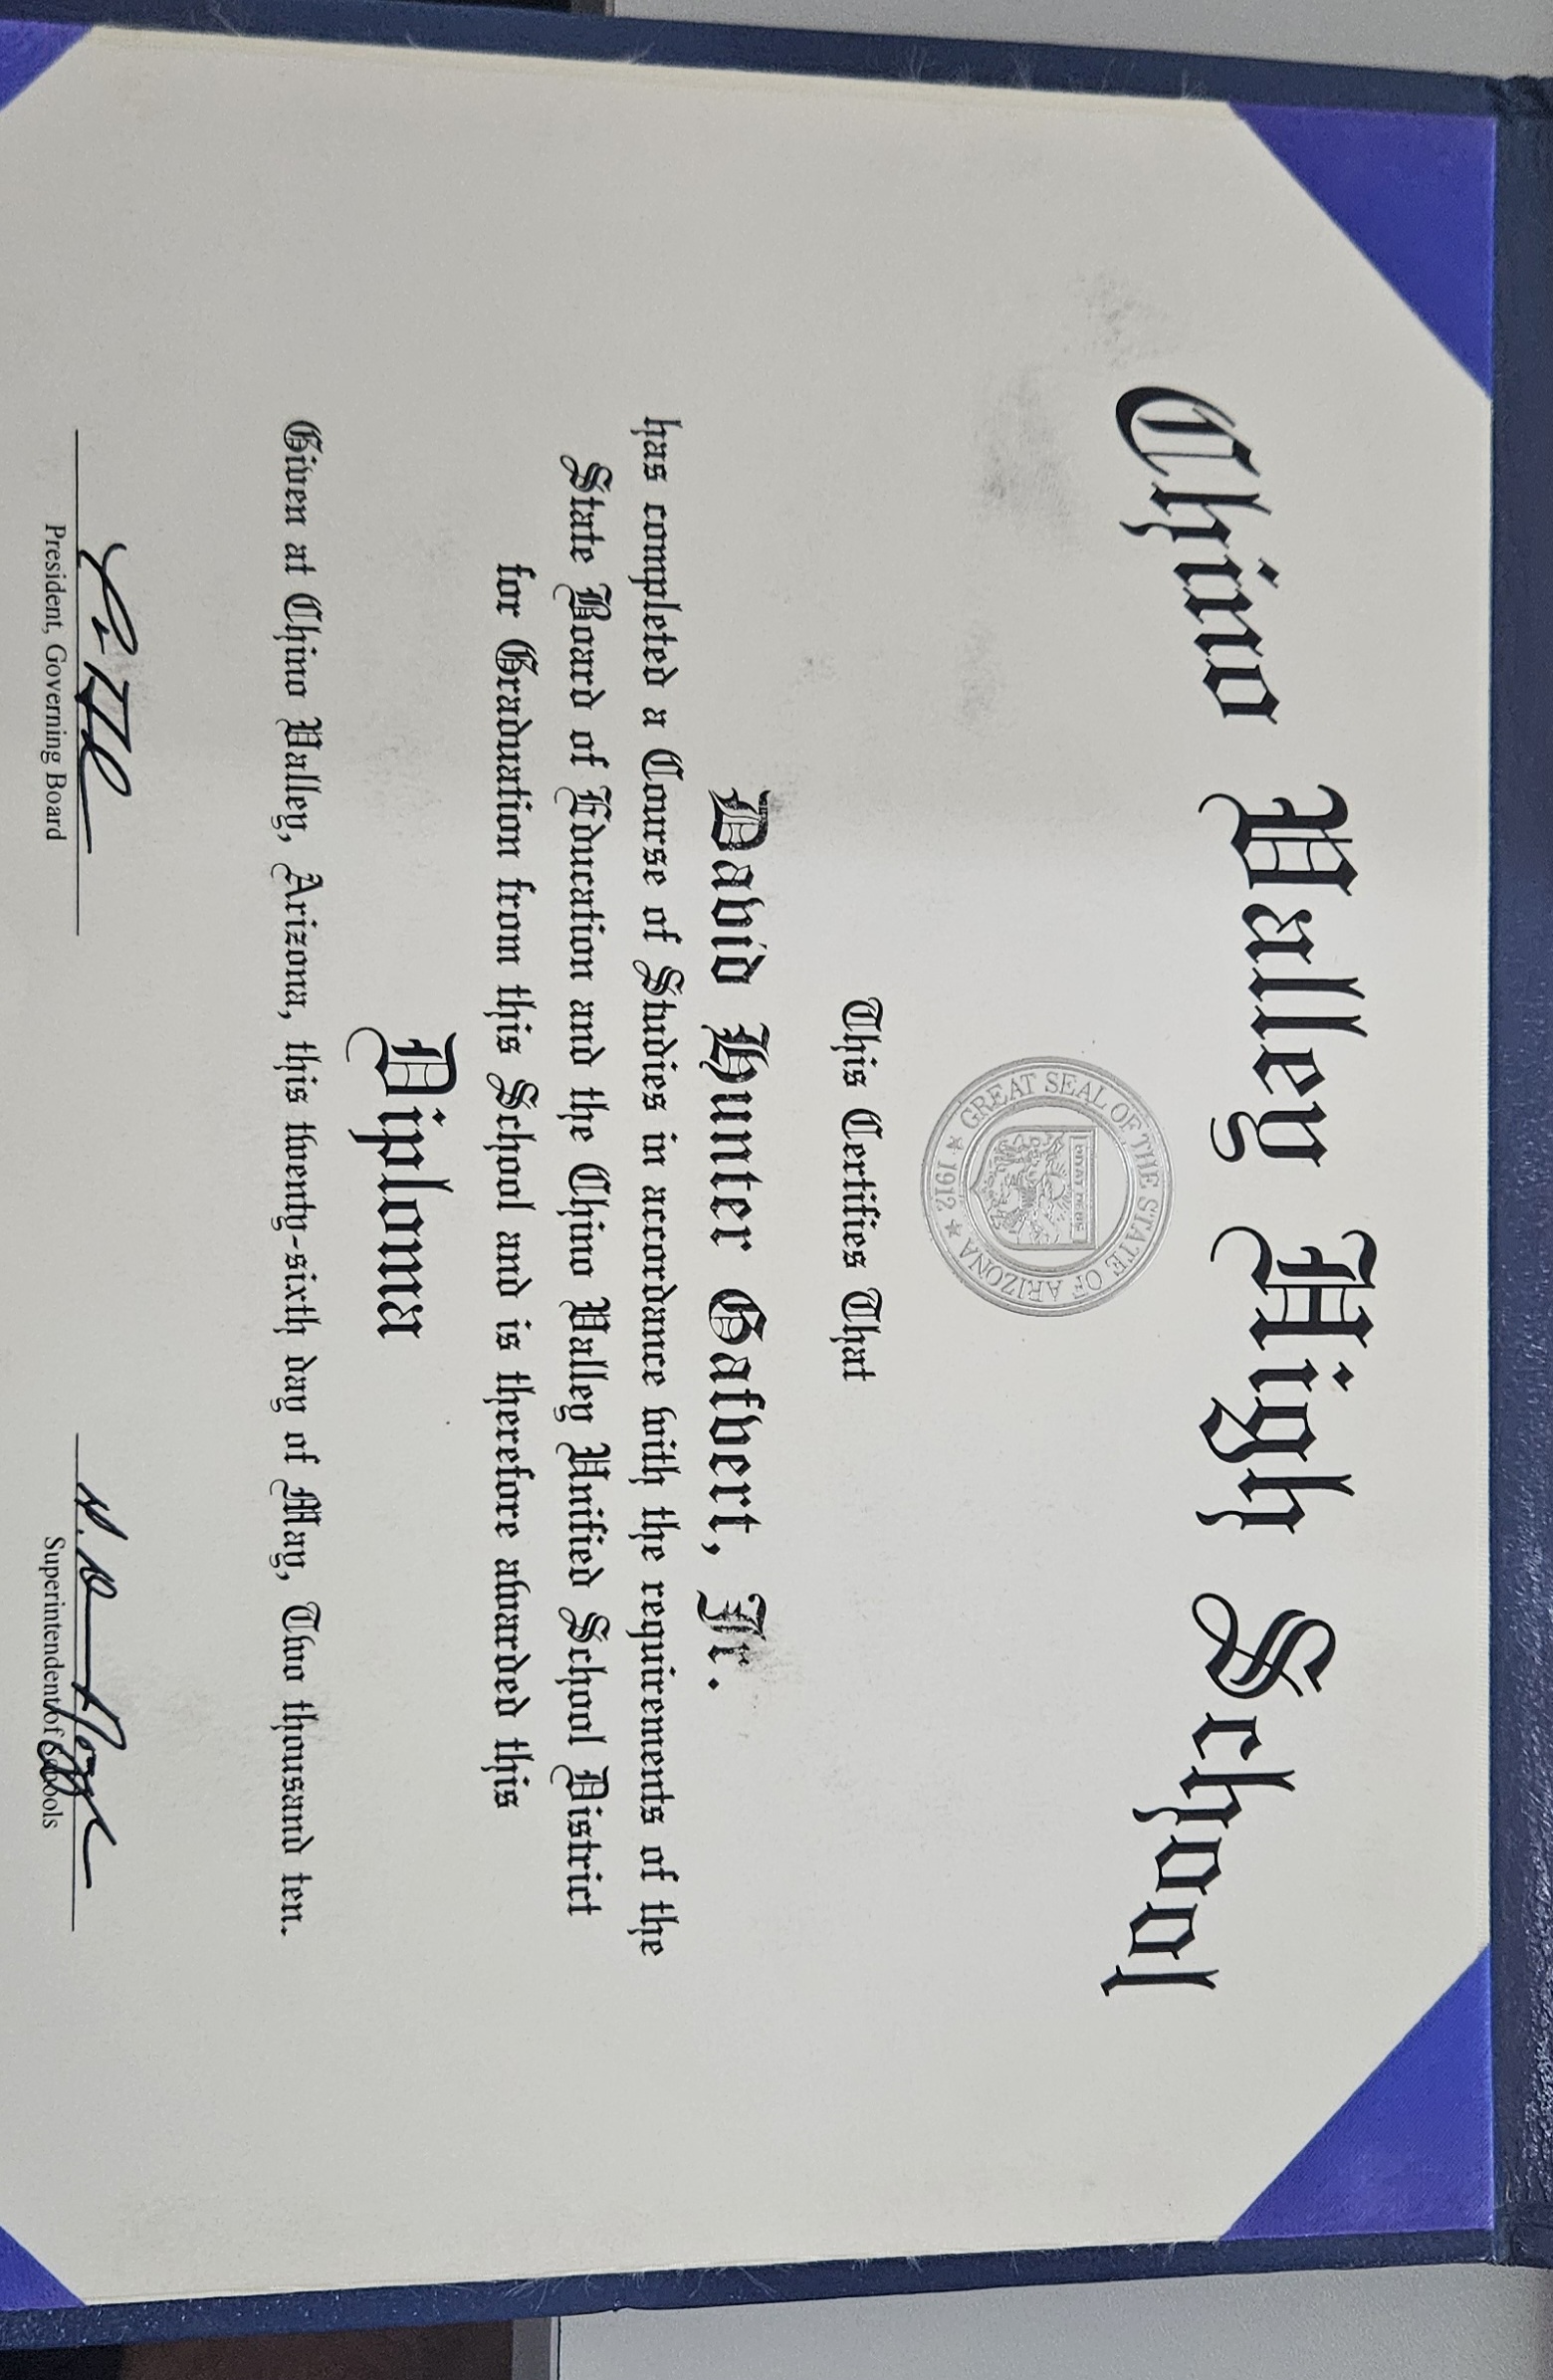 Chino Valley High School
GREAT SEAL OF THE STATE OF ARIZONA
DITAT DEUS
★ 1912 ★
This Certifies That
David Hunter Gafvert, Jr.
has completed a Course of Studies in accordance with the requirements of the
State Board of Education and the Chino Valley Unified School District
for Graduation from this School and is therefore awarded this
Diploma
Given at Chino Valley, Arizona, this twenty-sixth day of May, Two thousand ten.
President, Governing Board
Superintendent of Schools